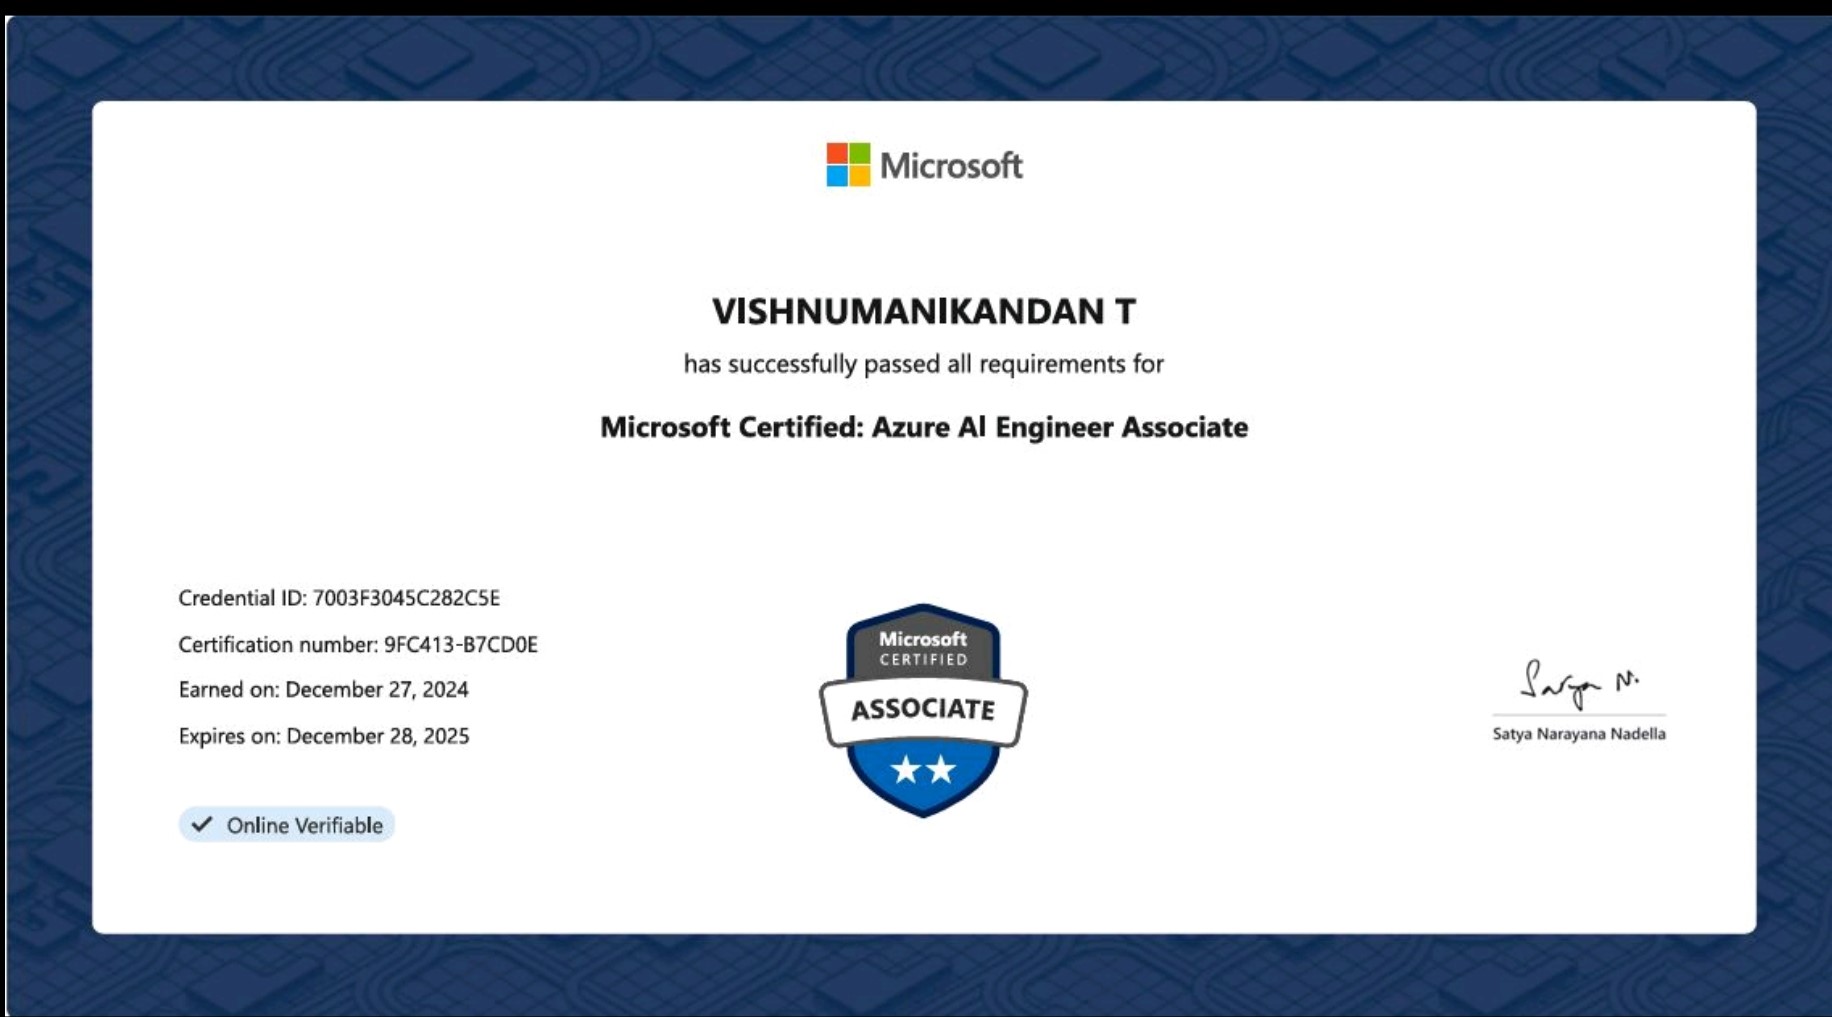 Microsoft
VISHNUMANIKANDAN T
has successfully passed all requirements for
Microsoft Certified: Azure AI Engineer Associate
Credential ID: 7003F3045C282C5E
Certification number: 9FC413-B7CD0E
Earned on: December 27, 2024
Expires on: December 28, 2025
Online Verifiable
Microsoft
CERTIFIED
ASSOCIATE
Satya N.
Satya Narayana Nadella